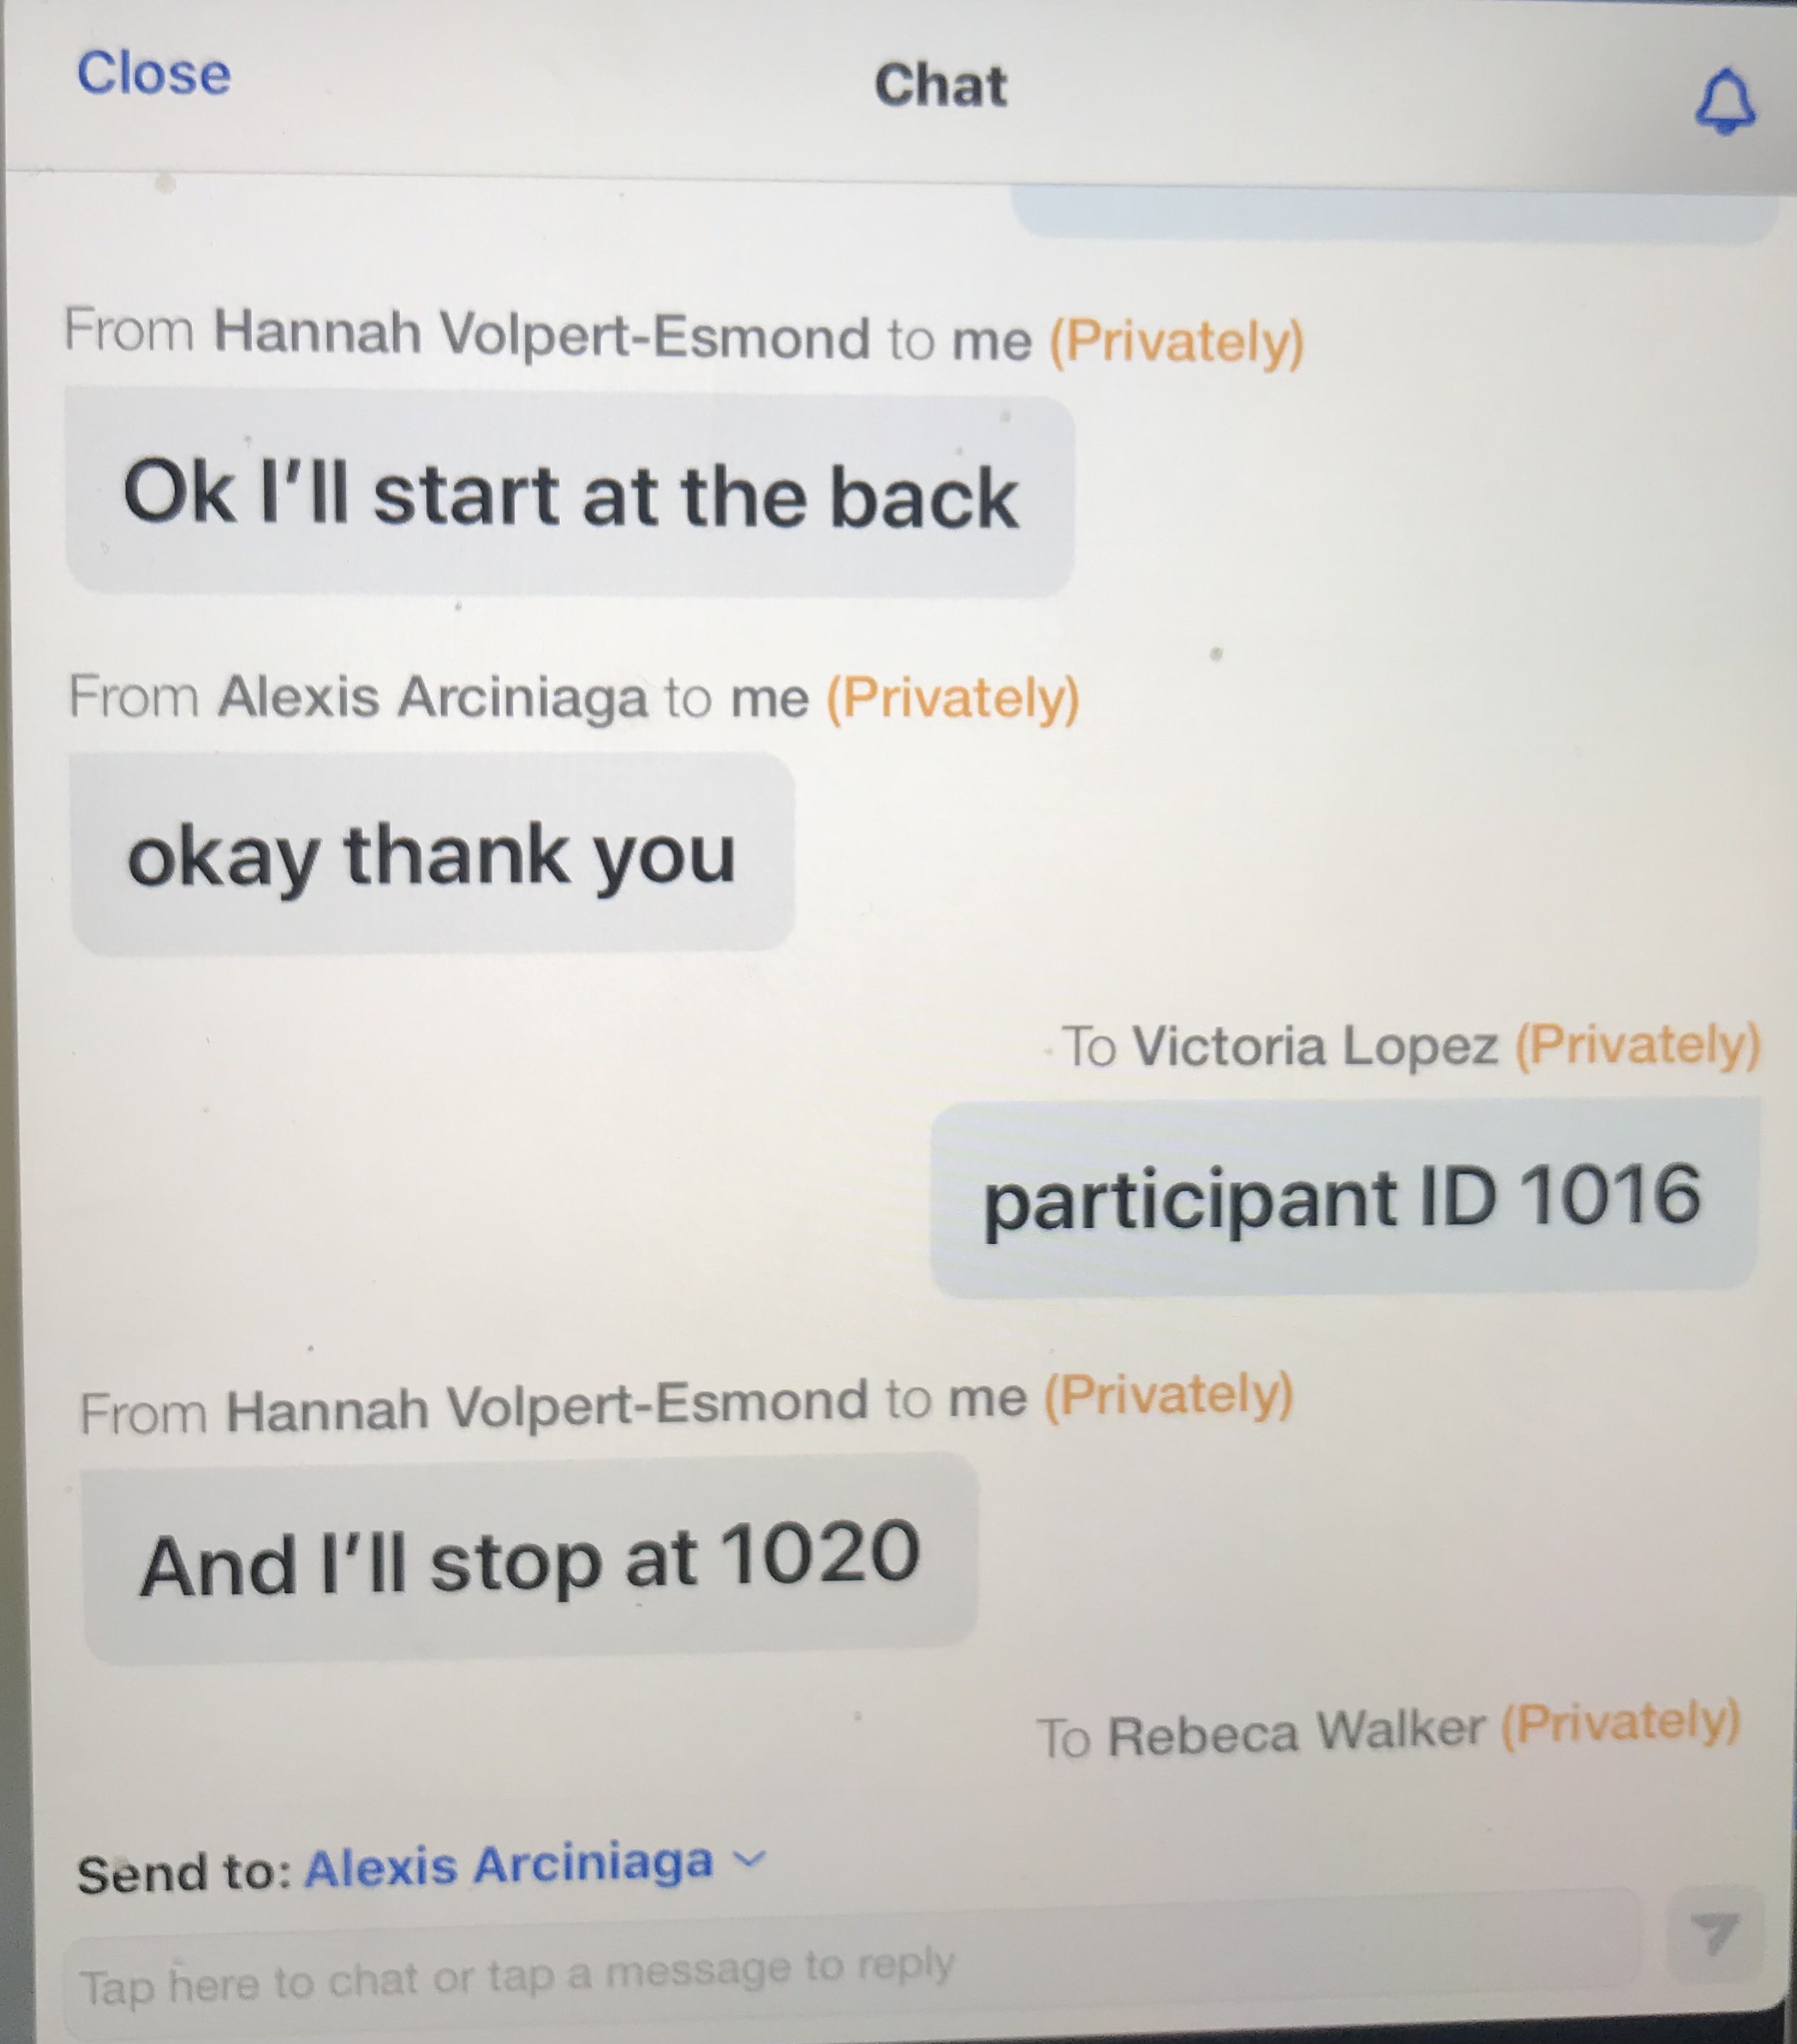 Close
Chat
From Hannah Volpert-Esmond to me (Privately)
Ok I'll start at the back
From Alexis Arciniaga to me (Privately)
okay thank you
To Victoria Lopez (Privately)
participant ID 1016
From Hannah Volpert-Esmond to me (Privately)
And I'll stop at 1020
To Rebeca Walker (Privately)
Send to: Alexis Arciniaga
Tap here to chat or tap a message to reply